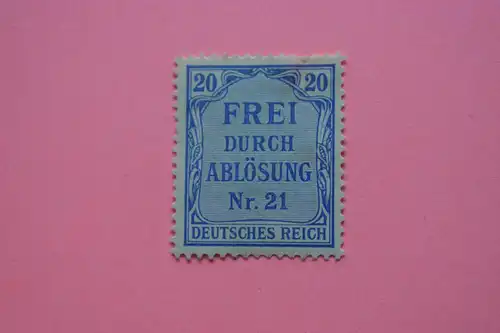 20 20
FREI
DURCH
ABLÖSUNG
Nr. 21
DEUTSCHES REICH